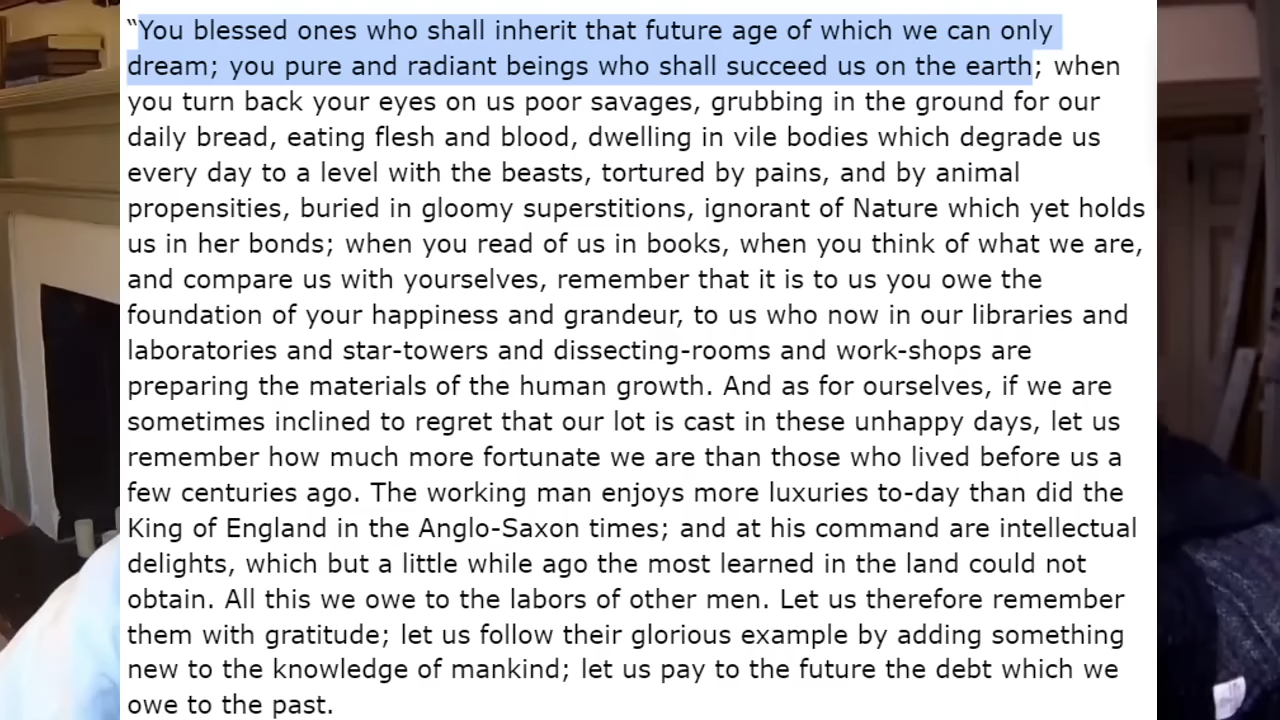 “You blessed ones who shall inherit that future age of which we can only
dream; you pure and radiant beings who shall succeed us on the earth; when
you turn back your eyes on us poor savages, grubbing in the ground for our
daily bread, eating flesh and blood, dwelling in vile bodies which degrade us
every day to a level with the beasts, tortured by pains, and by animal
propensities, buried in gloomy superstitions, ignorant of Nature which yet holds
us in her bonds; when you read of us in books, when you think of what we are,
and compare us with yourselves, remember that it is to us you owe the
foundation of your happiness and grandeur, to us who now in our libraries and
laboratories and star-towers and dissecting-rooms and work-shops are
preparing the materials of the human growth. And as for ourselves, if we are
sometimes inclined to regret that our lot is cast in these unhappy days, let us
remember how much more fortunate we are than those who lived before us a
few centuries ago. The working man enjoys more luxuries to-day than did the
King of England in the Anglo-Saxon times; and at his command are intellectual
delights, which but a little while ago the most learned in the land could not
obtain. All this we owe to the labors of other men. Let us therefore remember
them with gratitude; let us follow their glorious example by adding something
new to the knowledge of mankind; let us pay to the future the debt which we
owe to the past.